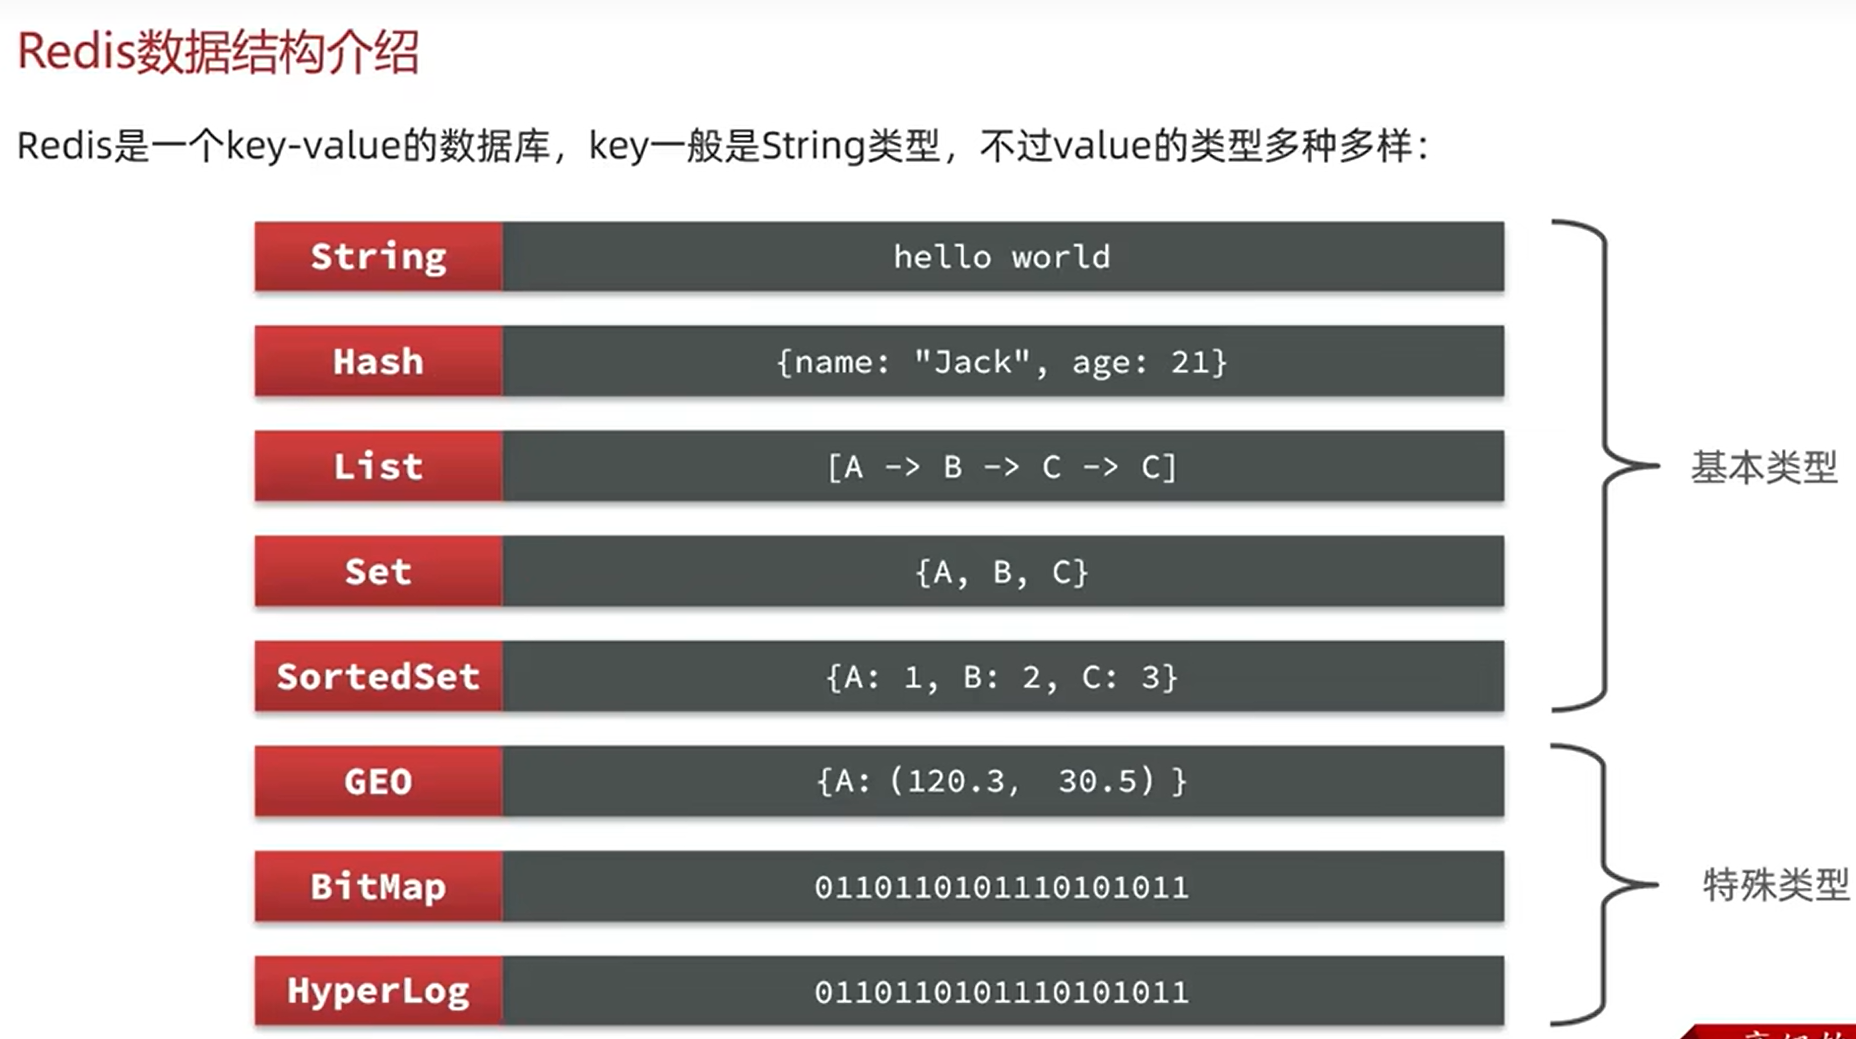 Redis数据结构介绍
Redis是一个key-value的数据库，key一般是String类型，不过value的类型多种多样：
String hello world
Hash {name: "Jack", age: 21}
List [A -> B -> C -> C]
Set {A, B, C}
SortedSet {A: 1, B: 2, C: 3}
基本类型
GEO {A: (120.3, 30.5) }
BitMap 0110110101110101011
HyperLog 0110110101110101011
特殊类型